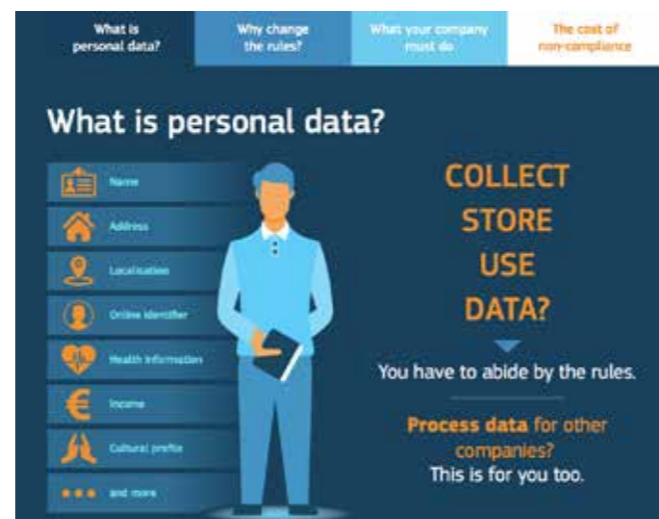 What is
personal data?
Why change
the rules?
What your company
must do
The cost of
non-compliance
What is personal data?
Name
Address
Localisation
Online identifier
Health information
Income
Cultural profile
and more
COLLECT
STORE
USE
DATA?
You have to abide by the rules.
Process data for other
companies?
This is for you too.